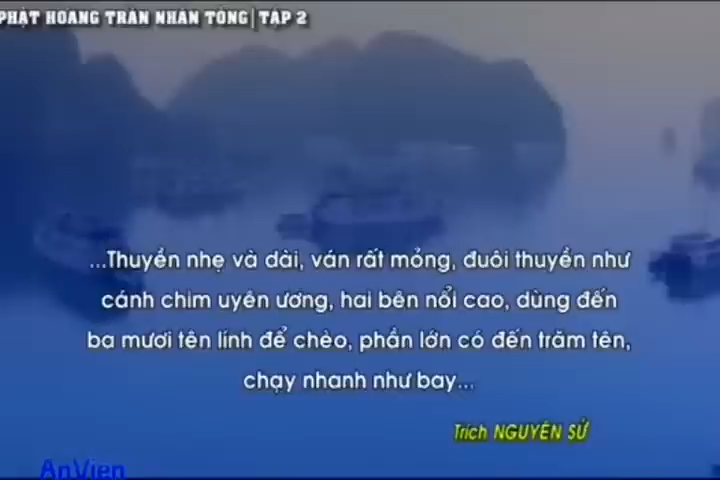 PHẬT HOÀNG TRẦN NHÂN TÔNG | TẬP 2
...Thuyền nhẹ và dài, ván rất mỏng, đuôi thuyền như
cánh chim uyên ương, hai bên nổi cao, dùng đến
ba mươi tên lính để chèo, phần lớn có đến trăm tên,
chạy nhanh như bay...
Trích NGUYÊN SỬ
AnVien